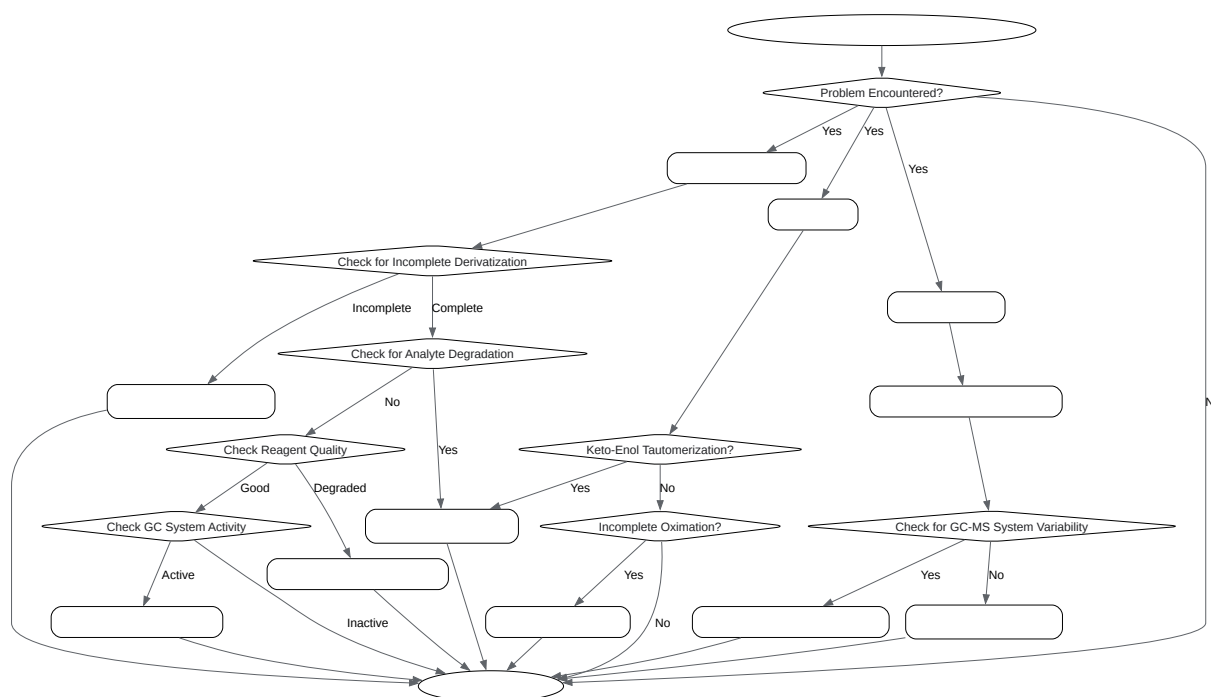 Problem Encountered?
Yes
Yes
Yes
Check for Incomplete Derivatization
Incomplete
Complete
Check for Analyte Degradation
No
Check Reagent Quality
Yes
Keto-Enol Tautomerization?
Good
Degraded
Yes
No
Check GC System Activity
Incomplete Oximation?
Check for GC-MS System Variability
Active
Yes
Yes
No
Inactive
No